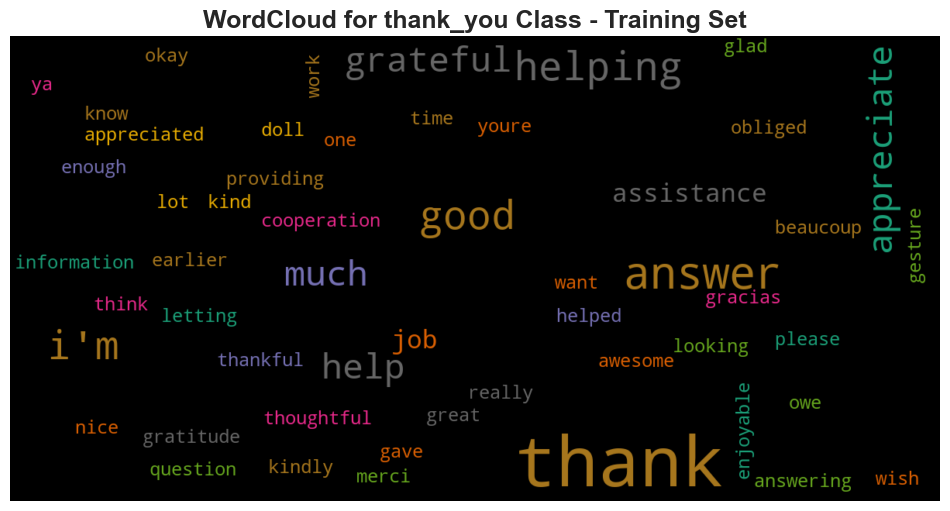 WordCloud for thank_you Class - Training Set
okay
glad
grateful
helping
work
ya
appreciate
know
appreciated
doll
one
time
youre
obliged
enough
providing
assistance
lot
kind
cooperation
good
beaucoup
gesture
information
earlier
much
want
answer
gracias
think
letting
helped
i'm
job
looking
please
thankful
help
awesome
really
enjoyable
owe
nice
gratitude
thoughtful
great
thank
question
kindly
gave
merci
answering
wish